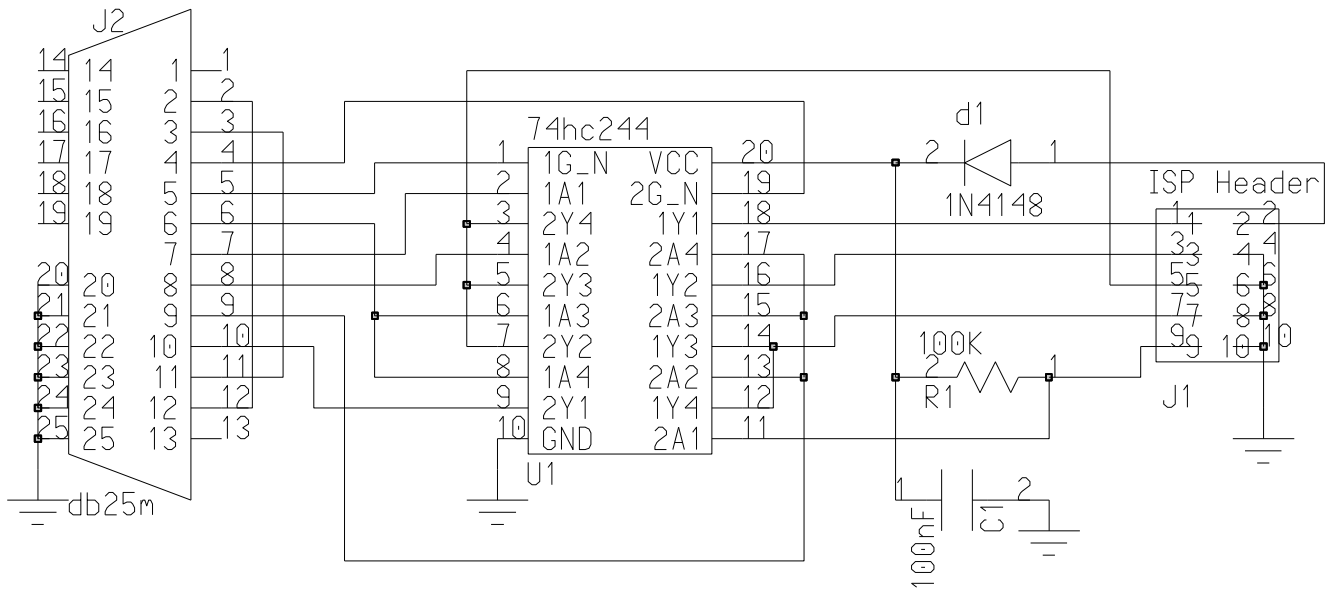 J2
14 14 1 1
15 15 2 2
16 16 3 3
17 17 4 4
18 18 5 5
19 19 6 6
7 7
20 20 8 8
21 21 9 9
22 22 10 10
23 23 11 11
24 24 12 12
25 25 13 13
db25m
74hc244
1 1G_N VCC 20
2 1A1 2G_N 19
3 2Y4 1Y1 18
4 1A2 2A4 17
5 2Y3 1Y2 16
6 1A3 2A3 15
7 2Y2 1Y3 14
8 1A4 2A2 13
9 2Y1 1Y4 12
10 GND 2A1 11
U1
d1
2 1
1N4148
100K
2 1
R1
1 2
100nF C1
ISP Header
1 1 2 2
3 3 4 4
5 5 6 6
7 7 8 8
9 9 10 10
J1